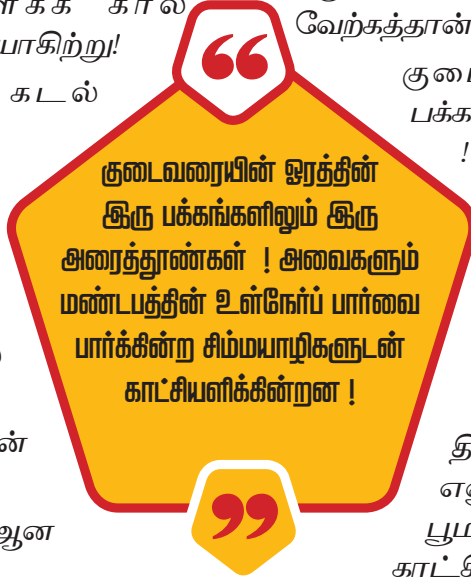 கால்
யாகிற்று!
கடல்
வேற்கத்தான்
“
குடைவரையின் ஓரத்தின்
இரு பக்கங்களிலும் இரு
அரைத்தூண்கள் ! அவைகளும்
மண்டபத்தின் உள்நேர்ப் பார்வை
பார்க்கின்ற சிம்மயாழிகளுடன்
காட்சியளிக்கின்றன !
”
ஆன